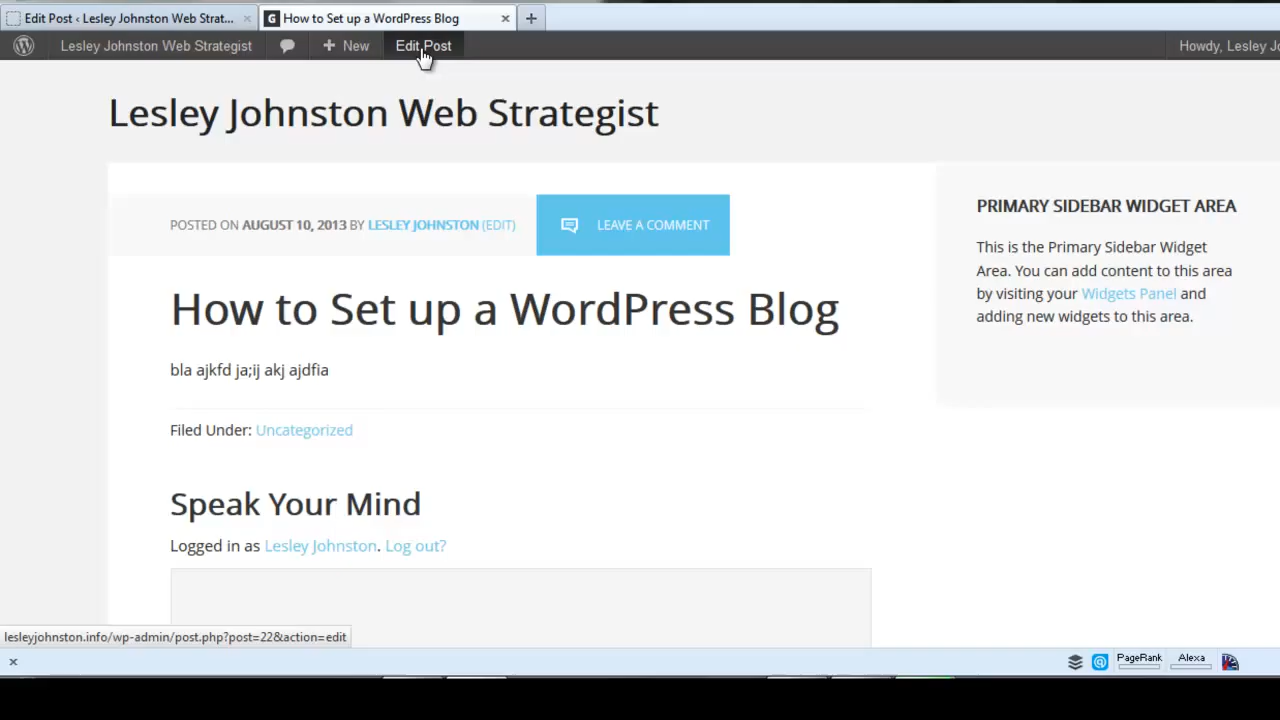 Edit Post ‹ Lesley Johnston Web Strat...
How to Set up a WordPress Blog
Lesley Johnston Web Strategist
New
Edit Post
Howdy, Lesley Jo
Lesley Johnston Web Strategist
POSTED ON AUGUST 10, 2013 BY LESLEY JOHNSTON (EDIT)
LEAVE A COMMENT
PRIMARY SIDEBAR WIDGET AREA
This is the Primary Sidebar Widget
Area. You can add content to this area
by visiting your Widgets Panel and
adding new widgets to this area.
How to Set up a WordPress Blog
bla ajkfd ja;ij akj ajdfia
Filed Under: Uncategorized
Speak Your Mind
Logged in as Lesley Johnston. Log out?
lesleyjohnston.info/wp-admin/post.php?post=22&action=edit
PageRank
Alexa